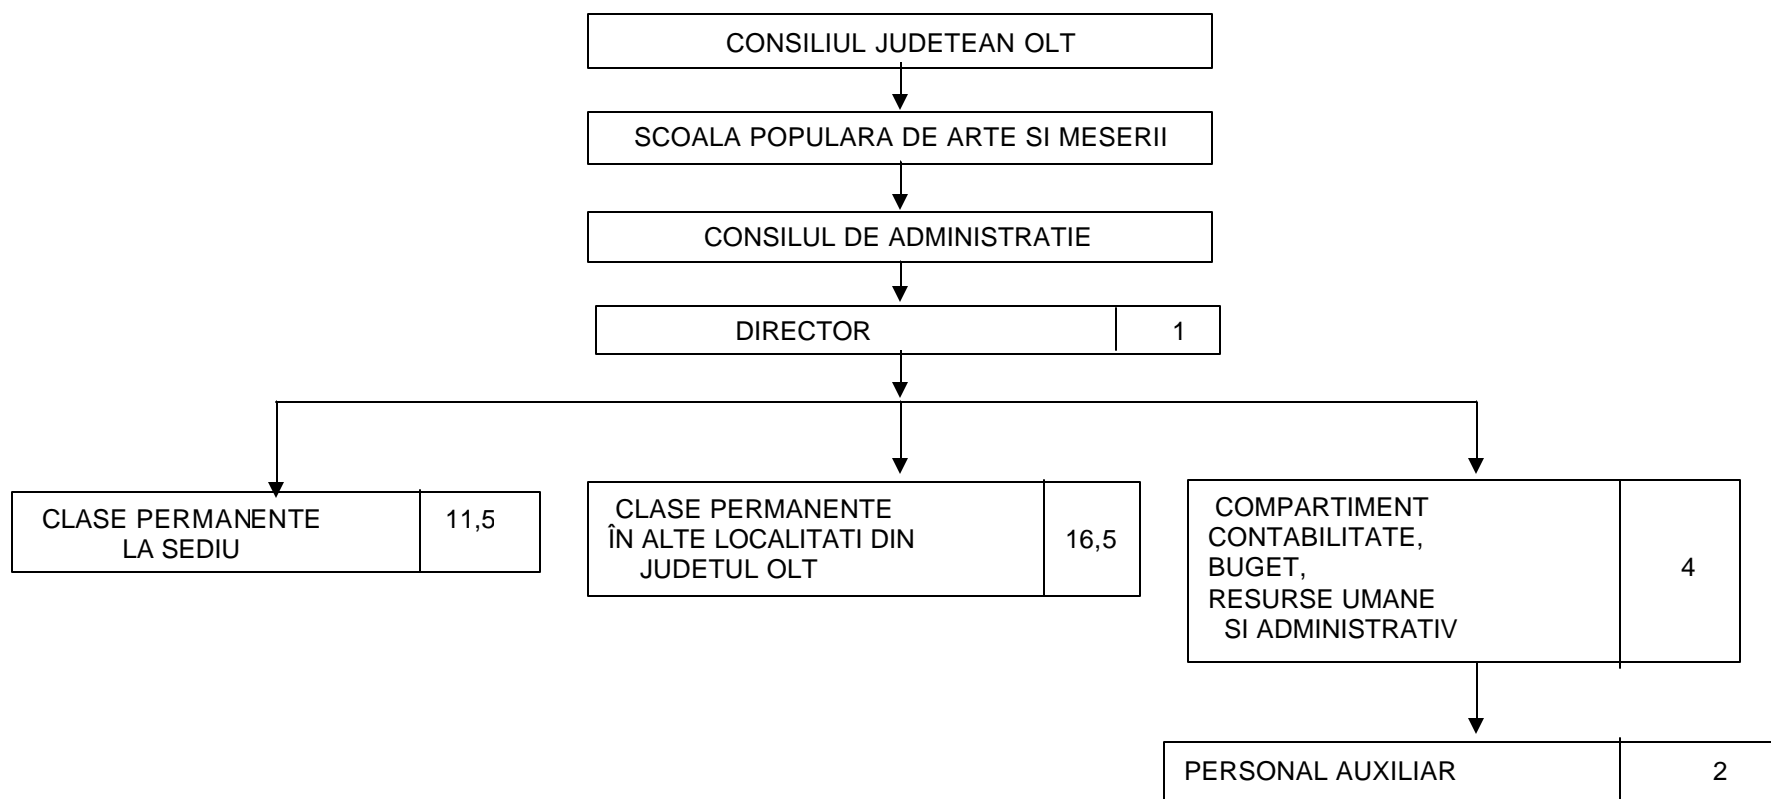 CONSILIUL JUDETEAN OLT
SCOALA POPULARA DE ARTE SI MESERII
CONSILUL DE ADMINISTRATIE
DIRECTOR 1
CLASE PERMANENTE
LA SEDIU
11,5
CLASE PERMANENTE
ÎN ALTE LOCALITATI DIN
JUDETUL OLT
16,5
COMPARTIMENT
CONTABILITATE,
BUGET,
RESURSE UMANE
SI ADMINISTRATIV
4
PERSONAL AUXILIAR 2